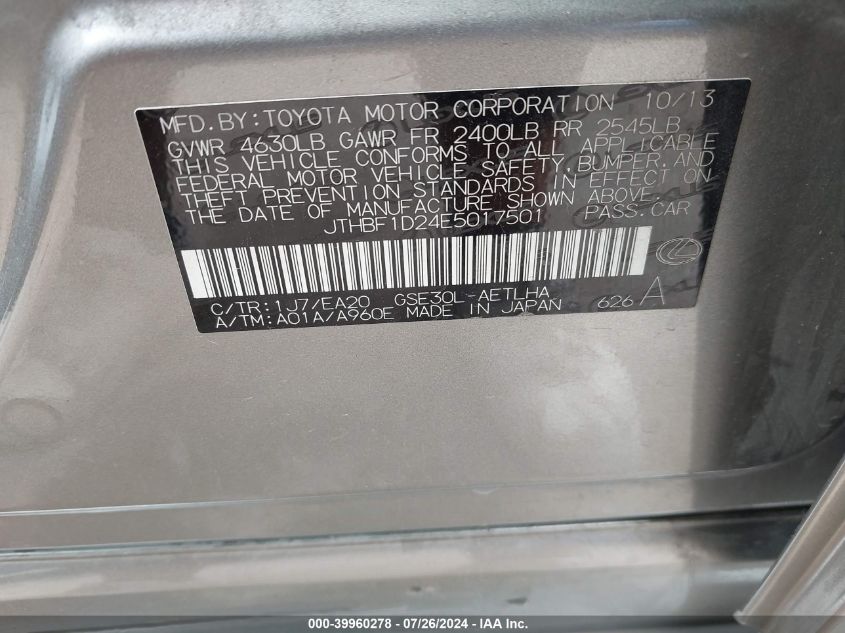 MFD. BY: TOYOTA MOTOR CORPORATION 10/13
GVWR 4630LB GAWR FR 2400LB RR 2545LB
THIS VEHICLE CONFORMS TO ALL APPLICABLE
FEDERAL MOTOR VEHICLE SAFETY, BUMPER, AND
THEFT PREVENTION STANDARDS IN EFFECT ON
THE DATE OF MANUFACTURE SHOWN ABOVE.
JTHBF1D24E5017501 PASS. CAR
C/TR: 1J7/EA20 GSE30L-AETLHA
A/TM: A01A/A960E MADE IN JAPAN 626 A
000-39960278 - 07/26/2024 - IAA Inc.